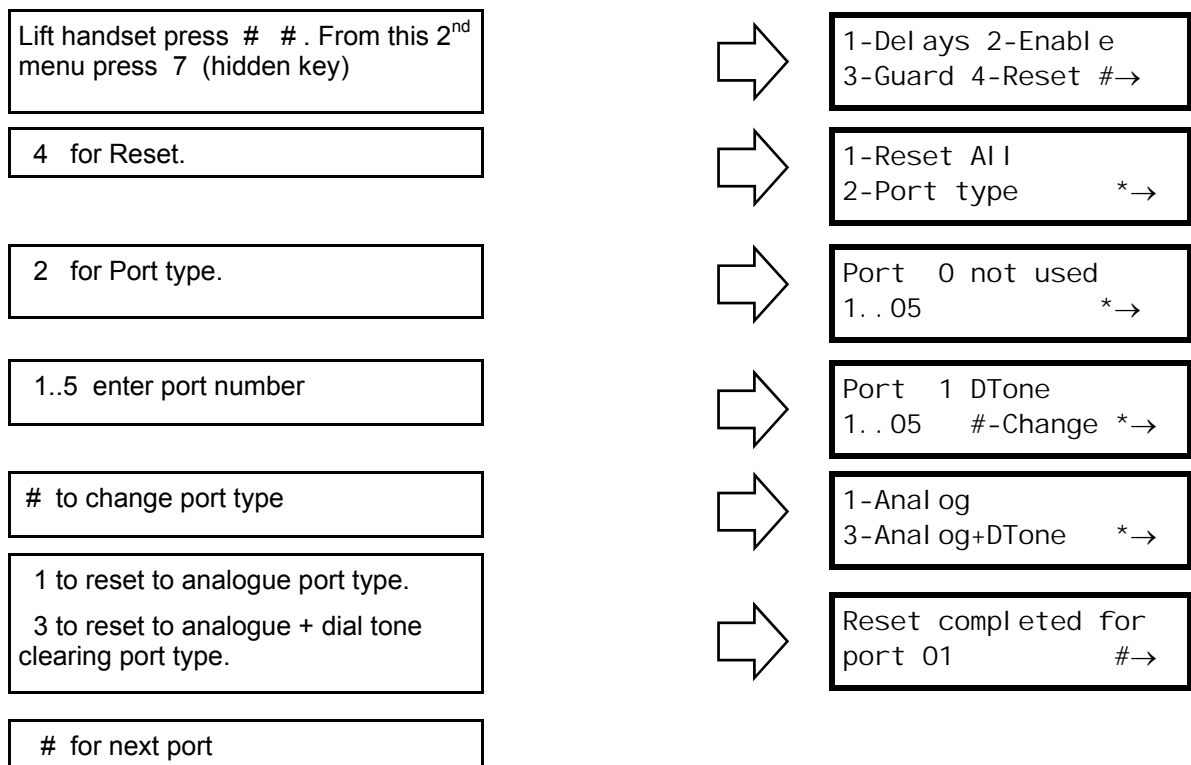 Lift handset press # # . From this 2nd
menu press 7 (hidden key)
1-Delays 2-Enable
3-Guard 4-Reset #→
4 for Reset.
1-Reset All
2-Port type *→
2 for Port type.
Port 0 not used
1..05 *→
1..5 enter port number
Port 1 DTone
1..05 #-Change *→
# to change port type
1-Analog
3-Analog+DTone *→
1 to reset to analogue port type.
3 to reset to analogue + dial tone
clearing port type.
Reset completed for
port 01 #→
# for next port